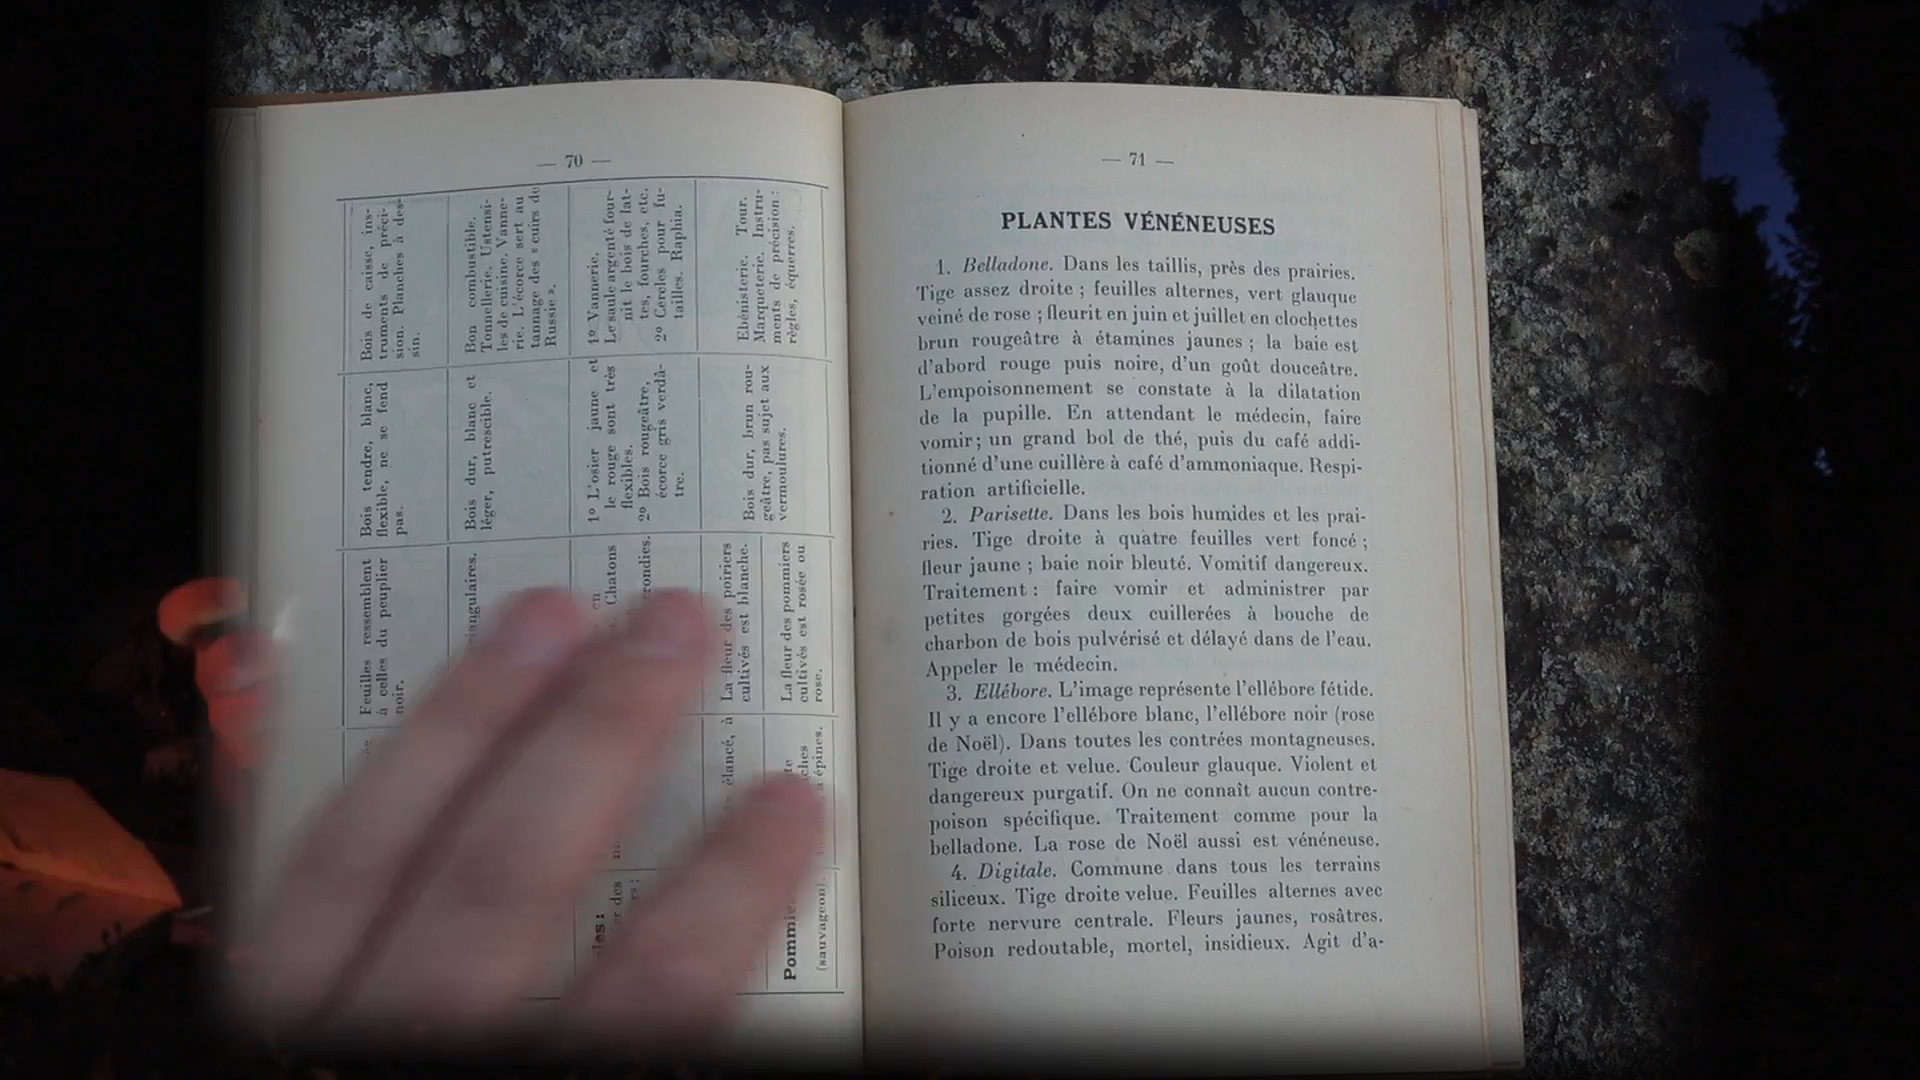 — 70 —
Bois de caisse, ins-
truments de préci-
sion. Planches à des-
sin.
Bon combustible.
Tonnellerie. Ustensi-
les de cuisine. Vanne-
rie. L'écorce sert au
tannage des « cuirs de
Russie ».
1º Vannerie.
Le saule argenté four-
nit le bois de lat-
tes, fourches, etc.
2º Cercles pour fu-
tailles. Raphia.
Ebénisterie. Tour.
Marqueterie. Instru-
ments de précision :
règles, équerres.
Bois tendre, blanc,
flexible, ne se fend
pas.
Bois dur, blanc et
léger, putrescible.
1º L'osier jaune et
le rouge sont très
flexibles.
2º Bois rougeâtre,
écorce gris verdâ-
tre.
Bois dur, brun rou-
geâtre, pas sujet aux
vermoulures.
Feuilles ressemblent
à celles du peuplier
noir.
en
Chatons
La fleur des poiriers
cultivés est blanche.
La fleur des pommiers
cultivés est rosée ou
rose.
élancé, à
épines.
(sauvageon).
— 71 —
PLANTES VÉNÉNEUSES
1. Belladone. Dans les taillis, près des prairies.
Tige assez droite ; feuilles alternes, vert glauque
veiné de rose ; fleurit en juin et juillet en clochettes
brun rougeâtre à étamines jaunes ; la baie est
d'abord rouge puis noire, d'un goût douceâtre.
L'empoisonnement se constate à la dilatation
de la pupille. En attendant le médecin, faire
vomir ; un grand bol de thé, puis du café addi-
tionné d'une cuillère à café d'ammoniaque. Respi-
ration artificielle.
2. Parisette. Dans les bois humides et les prai-
ries. Tige droite à quatre feuilles vert foncé ;
fleur jaune ; baie noir bleuté. Vomitif dangereux.
Traitement : faire vomir et administrer par
petites gorgées deux cuillerées à bouche de
charbon de bois pulvérisé et délayé dans de l'eau.
Appeler le médecin.
3. Ellébore. L'image représente l'ellébore fétide.
Il y a encore l'ellébore blanc, l'ellébore noir (rose
de Noël). Dans toutes les contrées montagneuses.
Tige droite et velue. Couleur glauque. Violent et
dangereux purgatif. On ne connaît aucun contre-
poison spécifique. Traitement comme pour la
belladone. La rose de Noël aussi est vénéneuse.
4. Digitale. Commune dans tous les terrains
siliceux. Tige droite velue. Feuilles alternes avec
forte nervure centrale. Fleurs jaunes, rosâtres.
Poison redoutable, mortel, insidieux. Agit d'a-